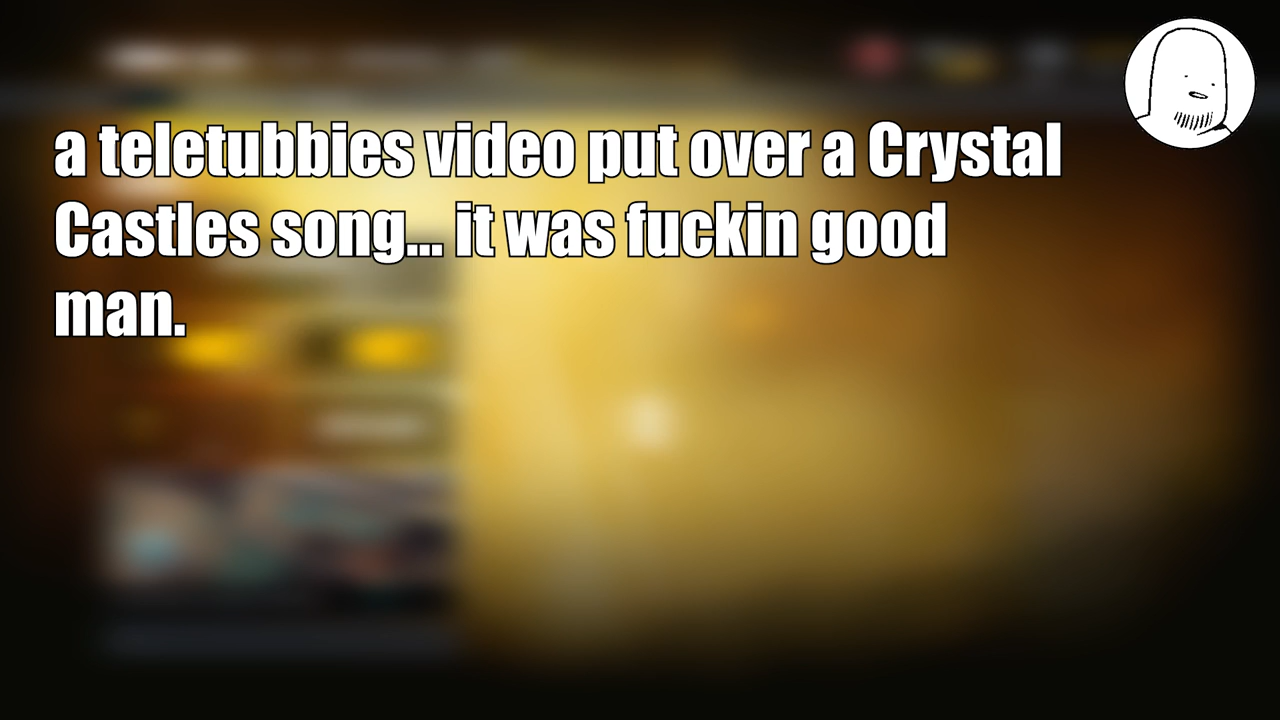 a teletubbies video put over a Crystal
Castles song... it was fuckin good
man.